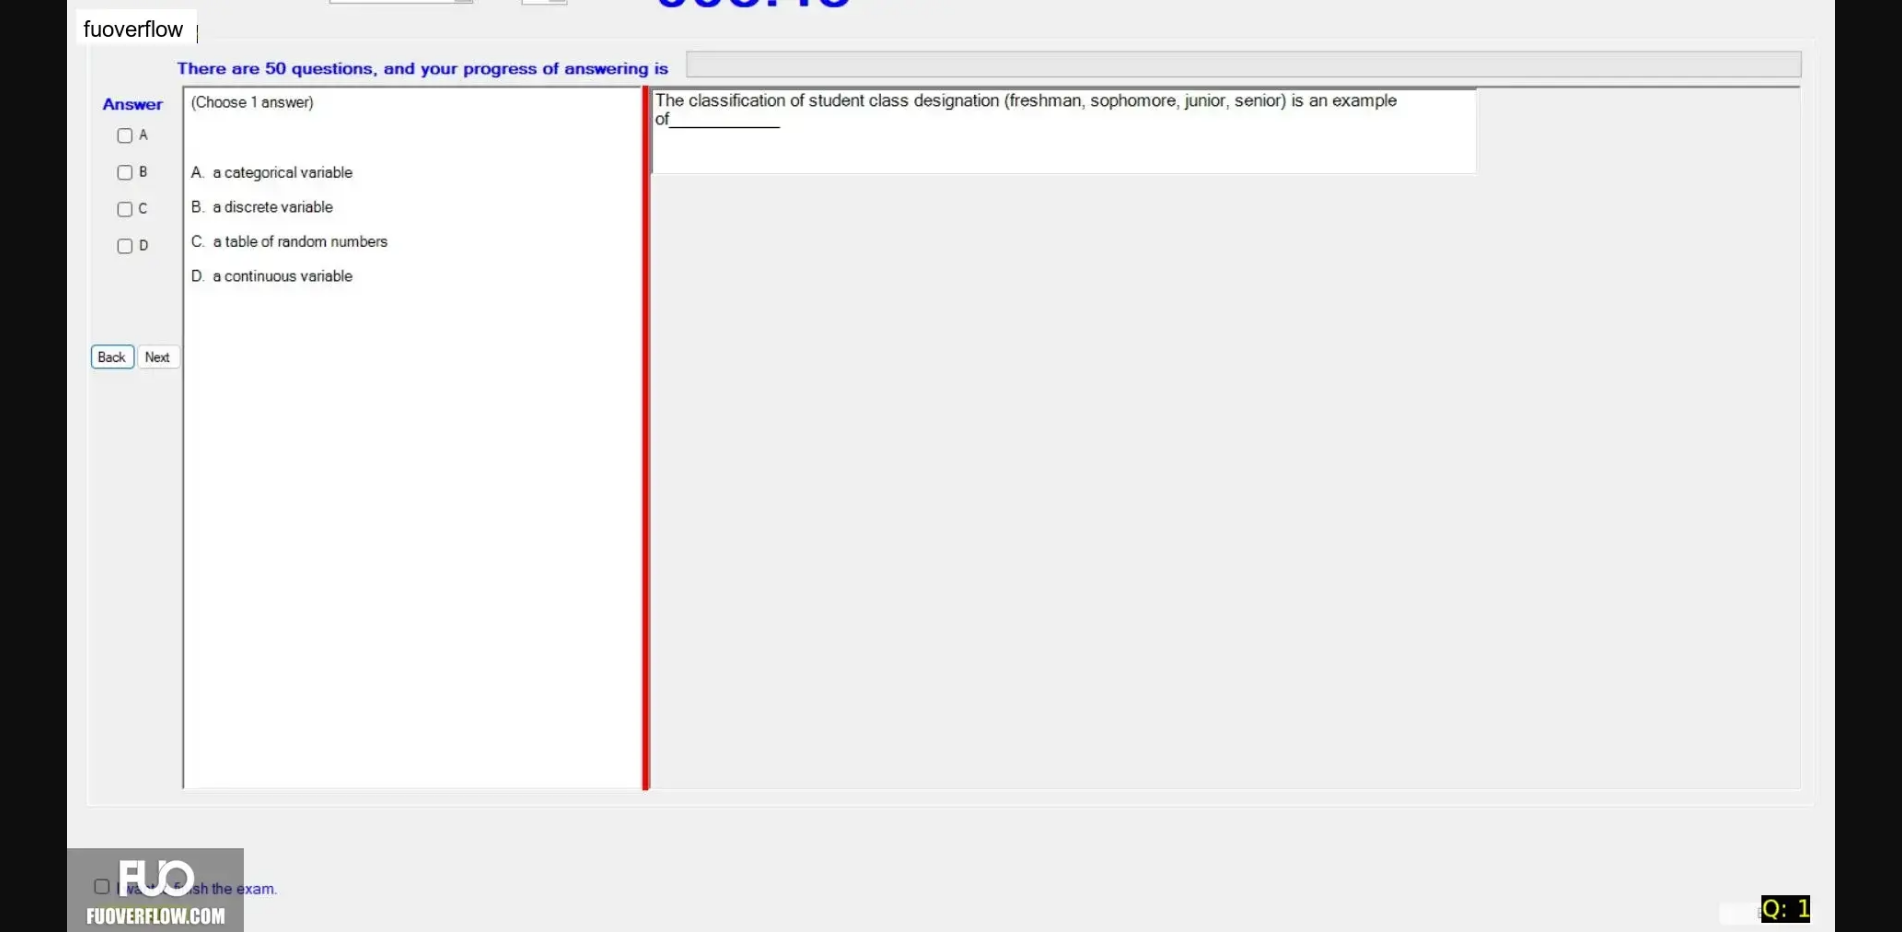 fuoverflow
There are 50 questions, and your progress of answering is
Answer
(Choose 1 answer)
The classification of student class designation (freshman, sophomore, junior, senior) is an example
of____________
A
B
C
D
A. a categorical variable
B. a discrete variable
C. a table of random numbers
D. a continuous variable
Back Next
FUO
I want sh the exam.
FUOVERFLOW.COM
Q: 1